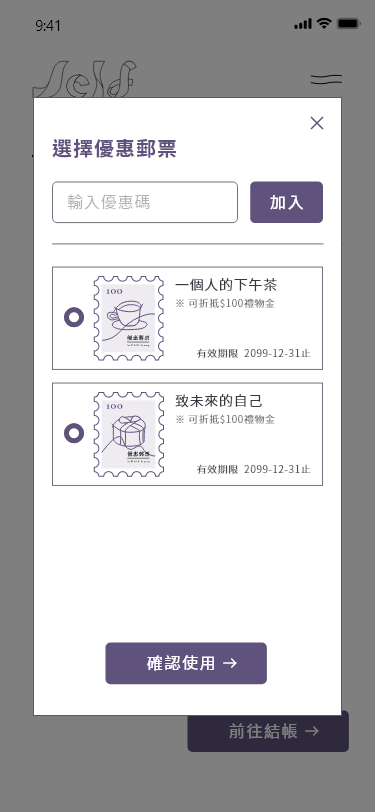 9:41
Self
選擇優惠郵票
輸入優惠碼
加入
100
優惠郵票
一個人的下午茶
※ 可折抵$100禮物金
有效期限 2099-12-31止
100
優惠郵票
致未來的自己
※ 可折抵$100禮物金
有效期限 2099-12-31止
確認使用 →
前往結帳 →